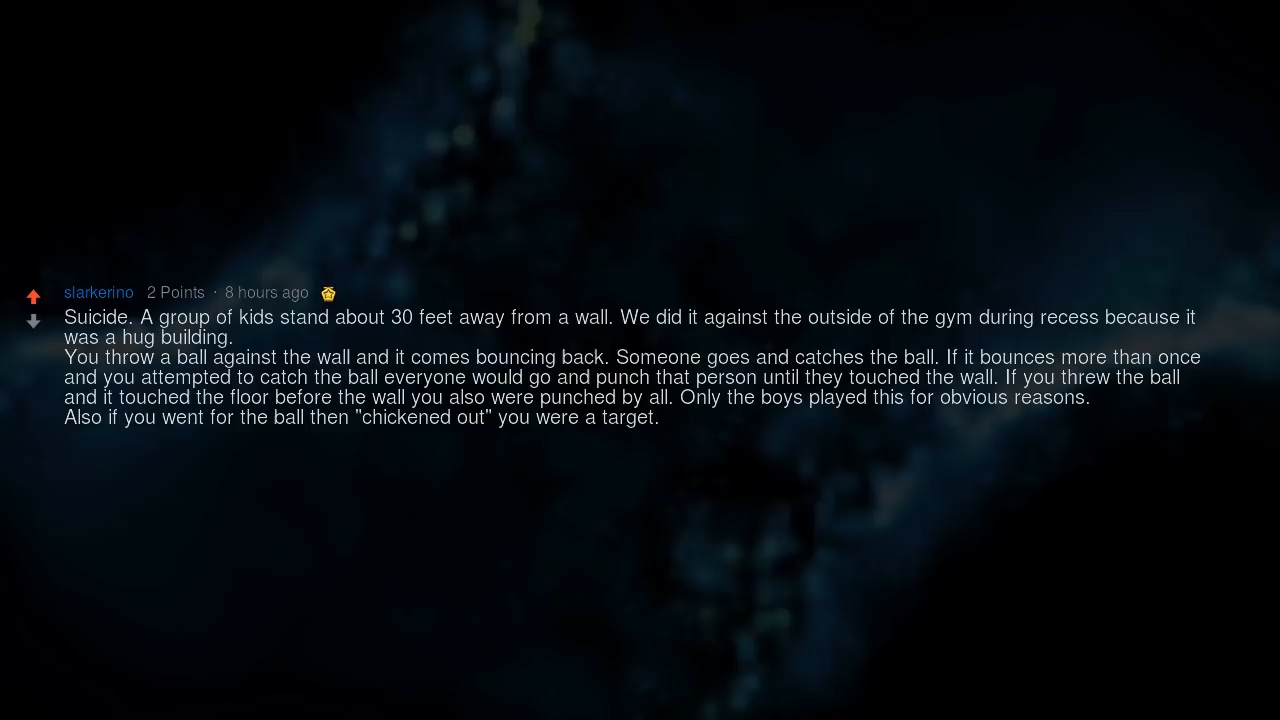 slarkerino 2 Points · 8 hours ago
Suicide. A group of kids stand about 30 feet away from a wall. We did it against the outside of the gym during recess because it
was a hug building.
You throw a ball against the wall and it comes bouncing back. Someone goes and catches the ball. If it bounces more than once
and you attempted to catch the ball everyone would go and punch that person until they touched the wall. If you threw the ball
and it touched the floor before the wall you also were punched by all. Only the boys played this for obvious reasons.
Also if you went for the ball then "chickened out" you were a target.